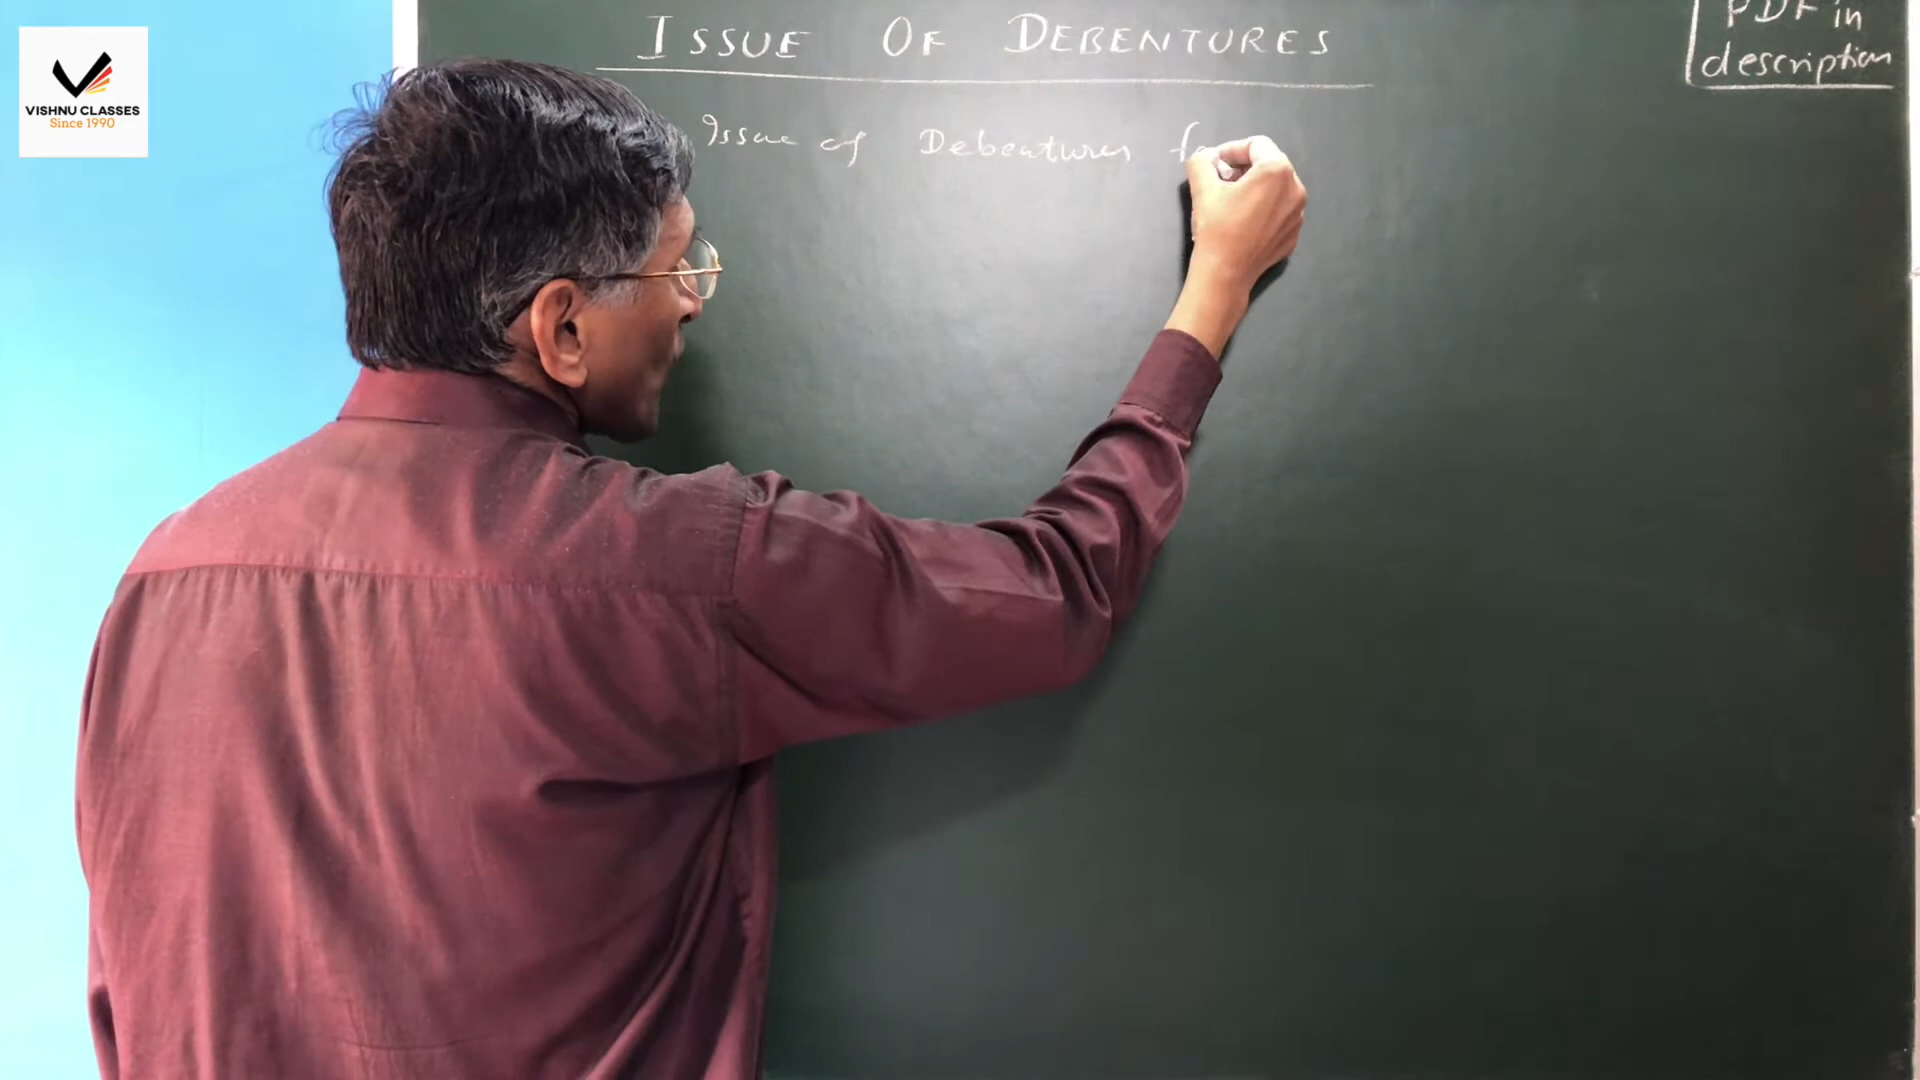 VISHNU CLASSES
Since 1990
ISSUE OF DEBENTURES
PDF in
description
Issue of Debentures